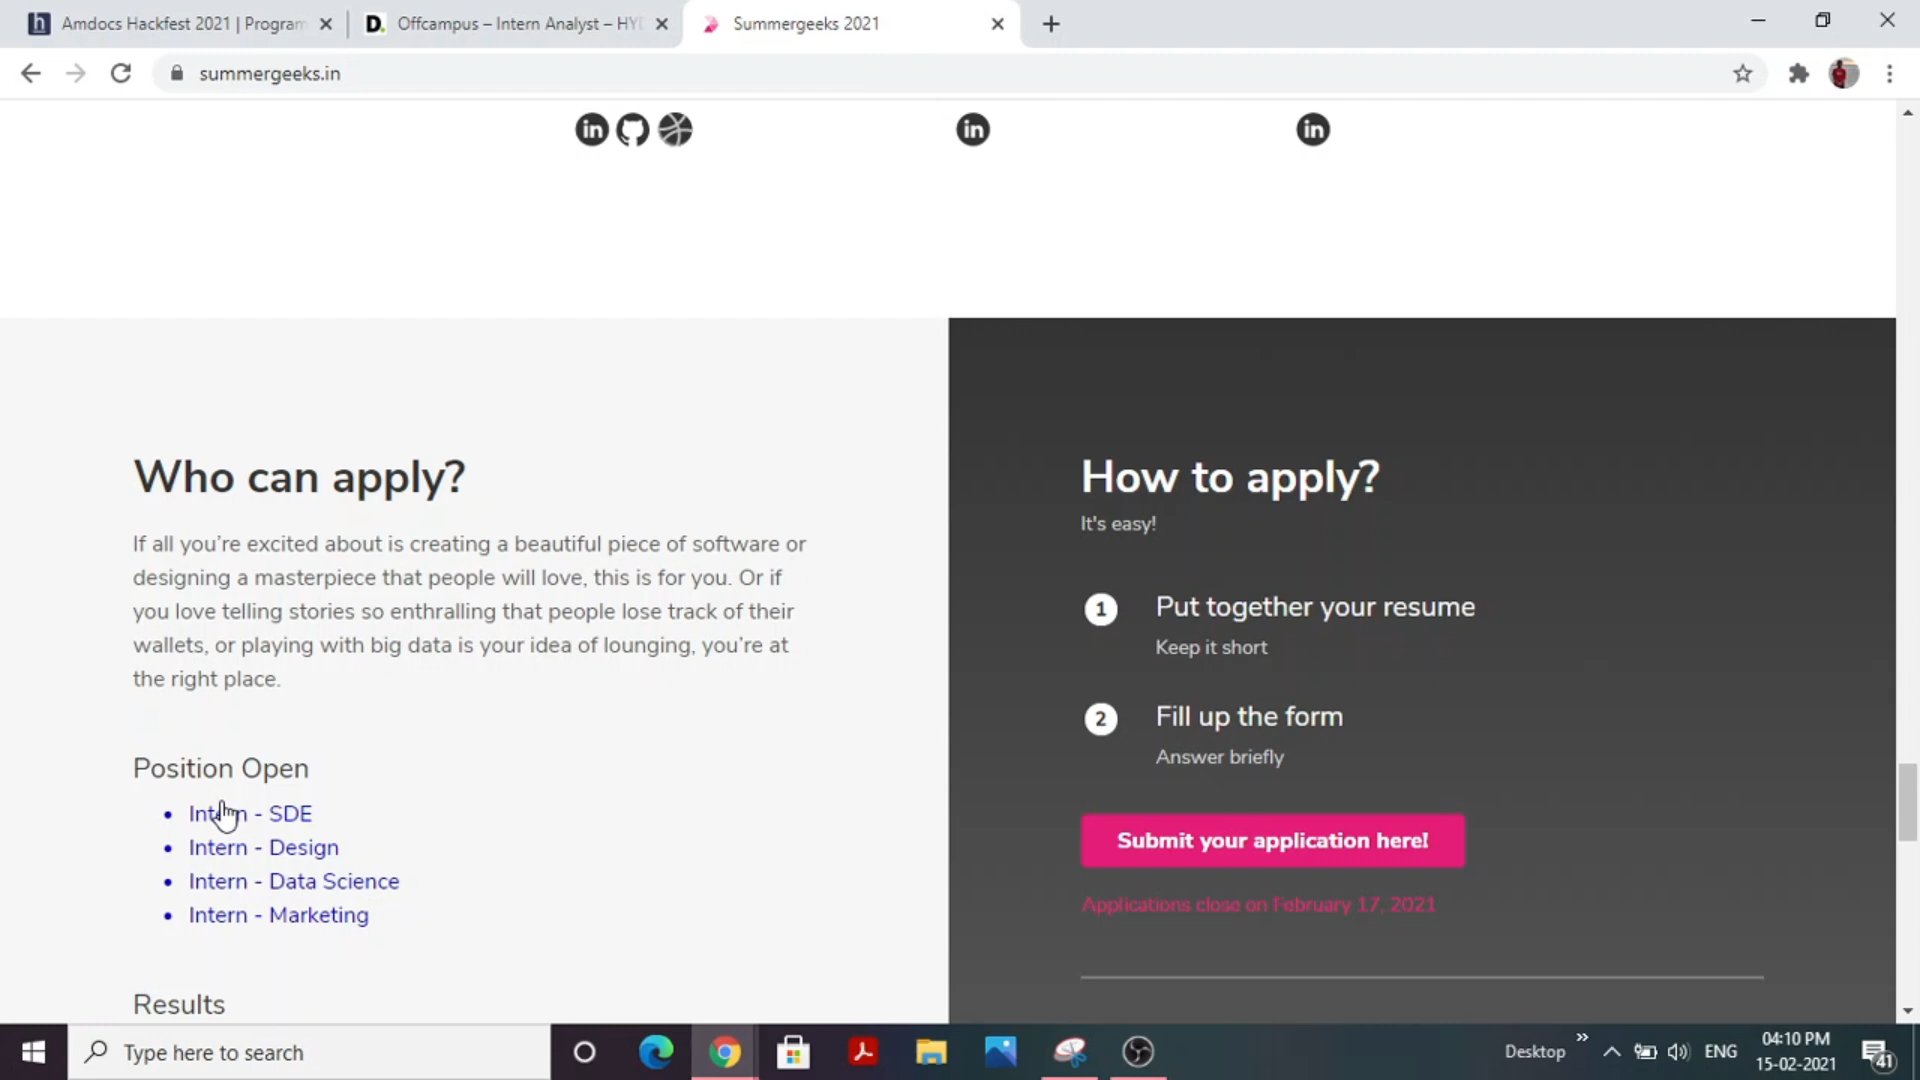 Amdocs Hackfest 2021 | Program
Offcampus – Intern Analyst – HY
Summergeeks 2021
summergeeks.in
Who can apply?
If all you're excited about is creating a beautiful piece of software or
designing a masterpiece that people will love, this is for you. Or if
you love telling stories so enthralling that people lose track of their
wallets, or playing with big data is your idea of lounging, you're at
the right place.
Position Open
• Intern - SDE
• Intern - Design
• Intern - Data Science
• Intern - Marketing
Results
How to apply?
It's easy!
1 Put together your resume
Keep it short
2 Fill up the form
Answer briefly
Submit your application here!
Applications close on February 17, 2021
Type here to search
Desktop
ENG
04:10 PM
15-02-2021
41